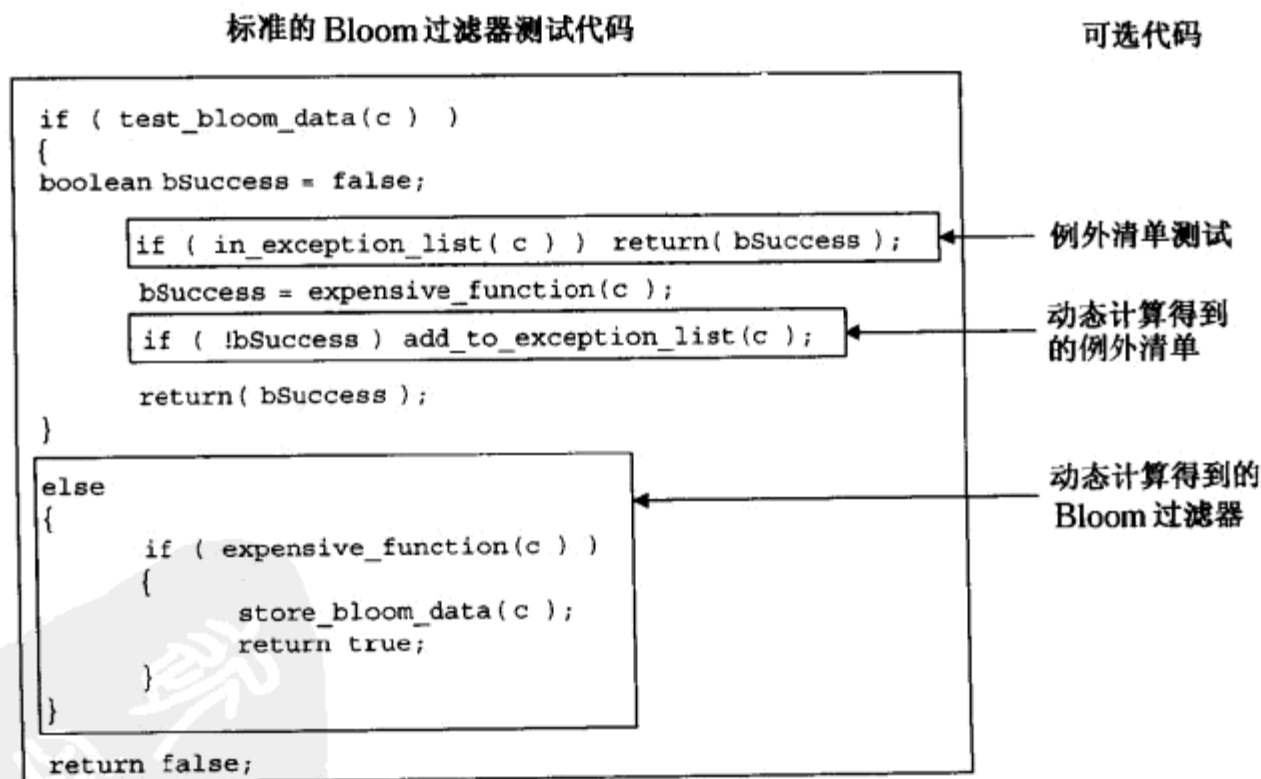 标准的 Bloom 过滤器测试代码
可选代码
if ( test_bloom_data(c ) )
{
boolean bSuccess = false;
if ( in_exception_list( c ) ) return( bSuccess );
例外清单测试
bSuccess = expensive_function(c );
if ( !bSuccess ) add_to_exception_list(c );
动态计算得到
的例外清单
return( bSuccess );
}
else
{
动态计算得到的
Bloom 过滤器
if ( expensive_function(c ) )
{
store_bloom_data(c );
return true;
}
}
return false;